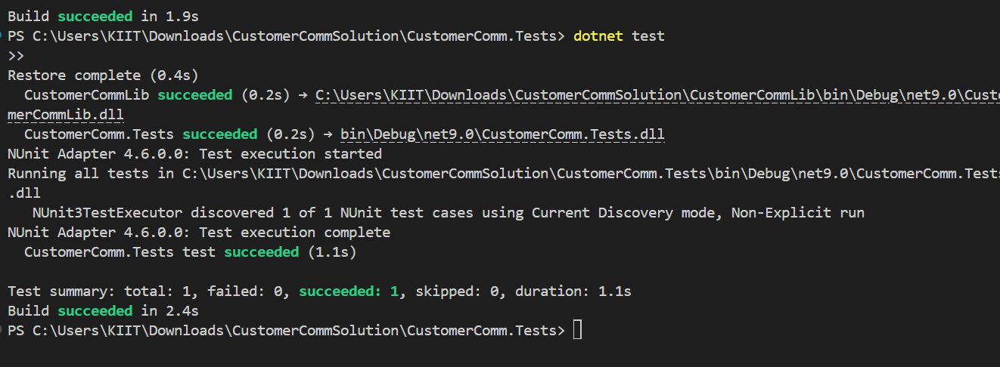 Build succeeded in 1.9s
PS C:\Users\KIIT\Downloads\CustomerCommSolution\CustomerComm.Tests> dotnet test
>>
Restore complete (0.4s)
  CustomerCommLib succeeded (0.2s) → C:\Users\KIIT\Downloads\CustomerCommSolution\CustomerCommLib\bin\Debug\net9.0\Custo
merCommLib.dll
  CustomerComm.Tests succeeded (0.2s) → bin\Debug\net9.0\CustomerComm.Tests.dll
NUnit Adapter 4.6.0.0: Test execution started
Running all tests in C:\Users\KIIT\Downloads\CustomerCommSolution\CustomerComm.Tests\bin\Debug\net9.0\CustomerComm.Tests
.dll
   NUnit3TestExecutor discovered 1 of 1 NUnit test cases using Current Discovery mode, Non-Explicit run
NUnit Adapter 4.6.0.0: Test execution complete
  CustomerComm.Tests test succeeded (1.1s)

Test summary: total: 1, failed: 0, succeeded: 1, skipped: 0, duration: 1.1s
Build succeeded in 2.4s
PS C:\Users\KIIT\Downloads\CustomerCommSolution\CustomerComm.Tests>